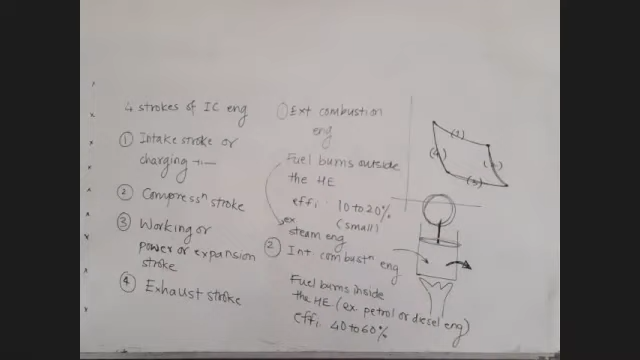 4 strokes of IC eng
① Intake stroke or
charging
② Compressⁿ stroke
③ Working or
power or expansion
stroke
④ Exhaust stroke
① Ext combustion
eng
Fuel burns outside
the HE
effi. 10 to 20%
(small)
ex.
steam eng
② Int combustⁿ eng
Fuel burns inside
the HE (ex petrol or diesel eng)
effi. 40 to 60%
(1)
(2)
(3)
(4)